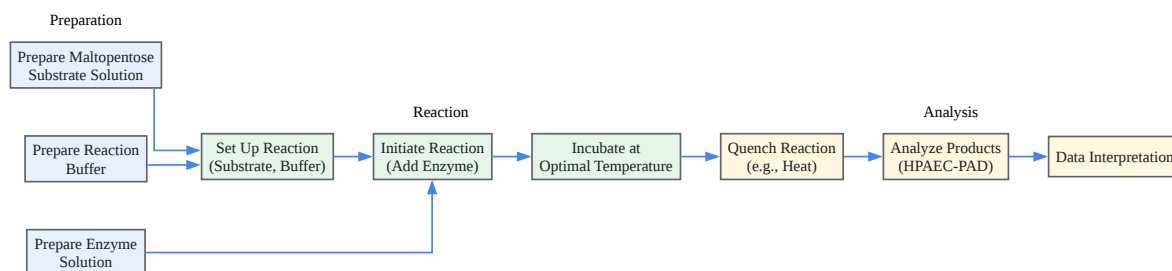 Preparation
Prepare Maltopentose
Substrate Solution
Reaction
Analysis
Prepare Reaction
Buffer
Set Up Reaction
(Substrate, Buffer)
Initiate Reaction
(Add Enzyme)
Incubate at
Optimal Temperature
Quench Reaction
(e.g., Heat)
Analyze Products
(HPAEC-PAD)
Data Interpretation
Prepare Enzyme
Solution